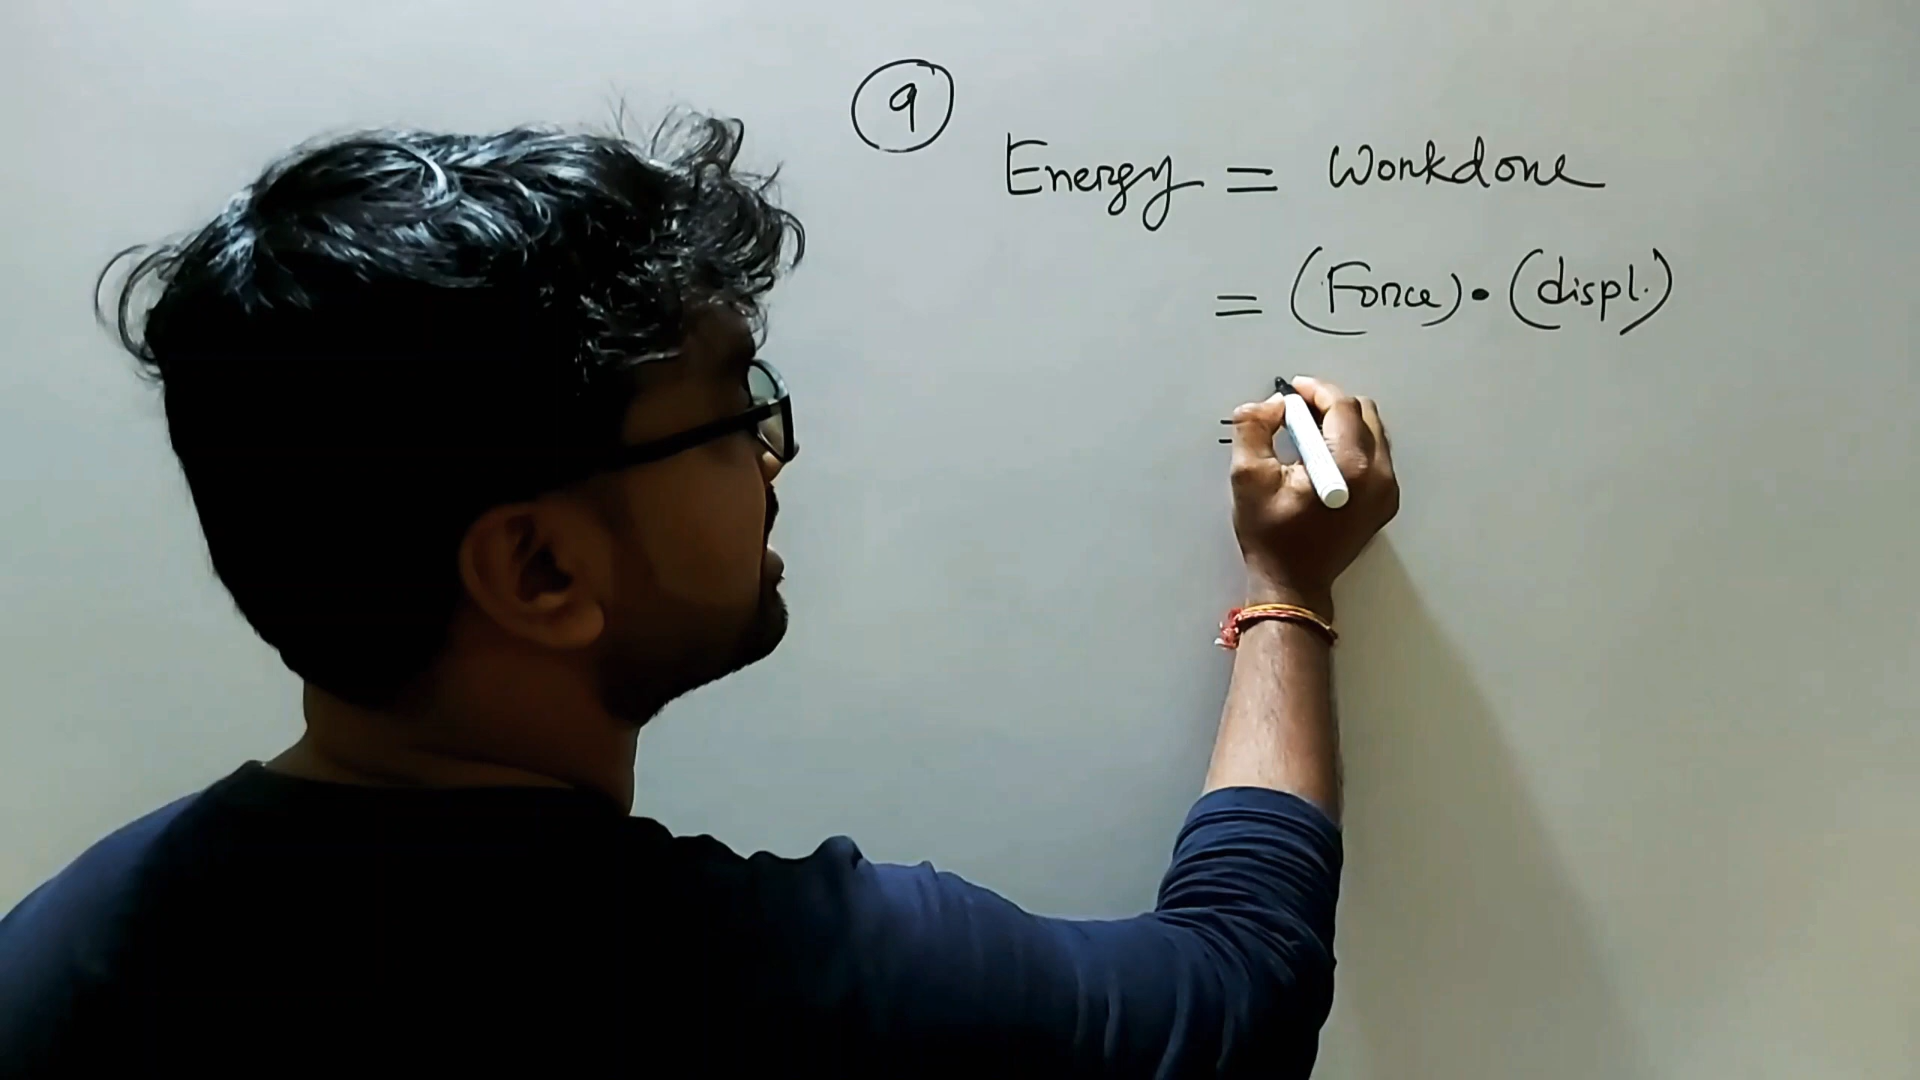 9
Energy = Workdone
= (Force) • (displ.)
=